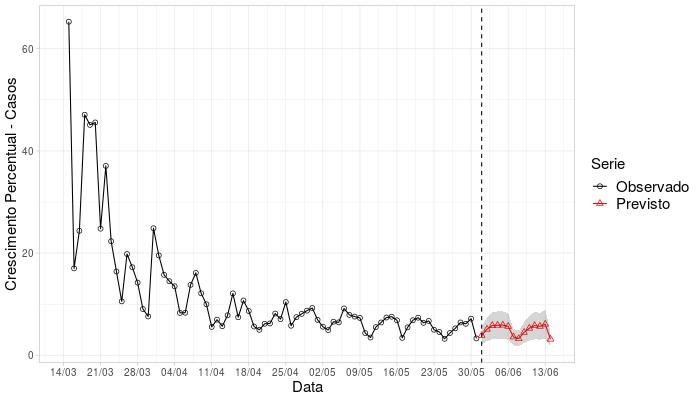 Crescimento Percentual - Casos
60
40
20
0
14/03 21/03 28/03 04/04 11/04 18/04 25/04 02/05 09/05 16/05 23/05 30/05 06/06 13/06
Data
Serie
Observado
Previsto